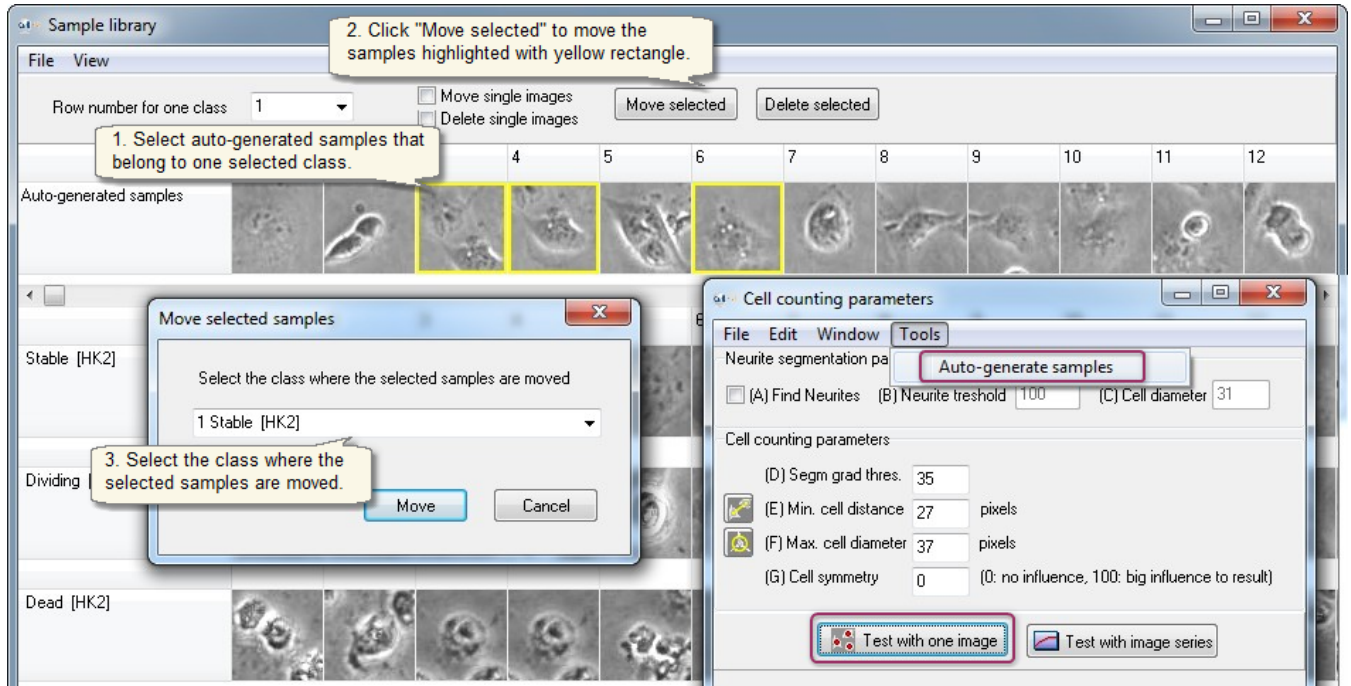 Sample library
2. Click "Move selected" to move the
samples highlighted with yellow rectangle.
File View
Row number for one class 1
Move single images
Delete single images
Move selected
Delete selected
1. Select auto-generated samples that
belong to one selected class.
4 5 6 7 8 9 10 11 12
Auto-generated samples
Move selected samples
Select the class where the selected samples are moved
1 Stable [HK2]
3. Select the class where the
selected samples are moved.
Move
Cancel
Stable [HK2]
Dividing [
Dead [HK2]
Cell counting parameters
File Edit Window Tools
Auto-generate samples
Neurite segmentation pa
(A) Find Neurites (B) Neurite treshold 100 (C) Cell diameter 31
Cell counting parameters
(D) Segm grad thres. 35
(E) Min. cell distance 27 pixels
(F) Max. cell diameter 37 pixels
(G) Cell symmetry 0 (0: no influence, 100: big influence to result)
Test with one image
Test with image series